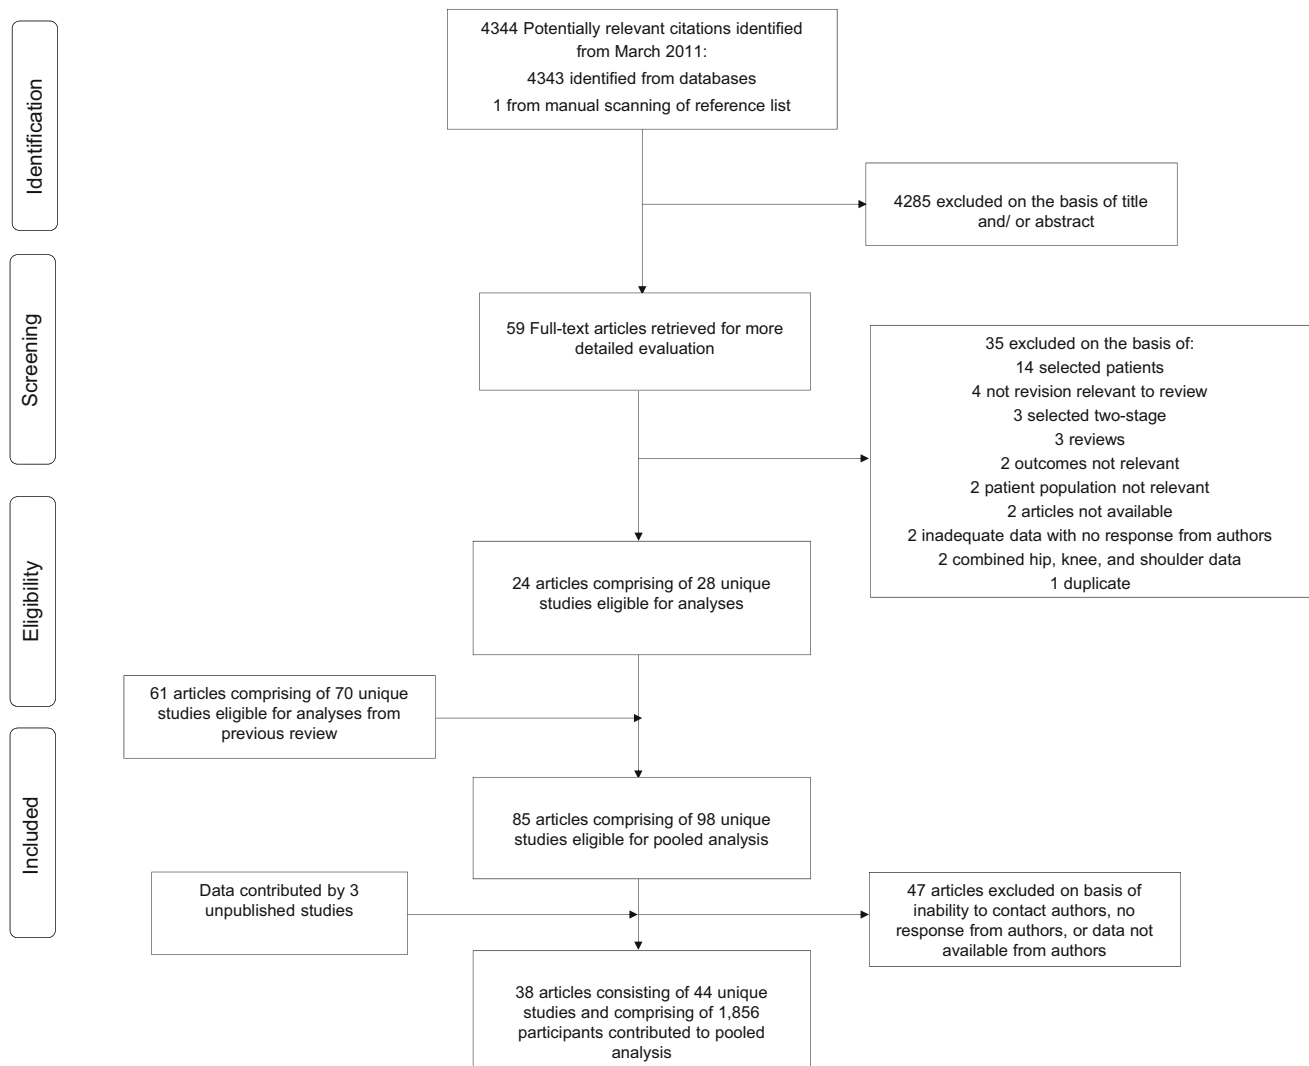 Identification
4344 Potentially relevant citations identified
from March 2011:
4343 identified from databases
1 from manual scanning of reference list
4285 excluded on the basis of title
and/ or abstract
Screening
59 Full-text articles retrieved for more
detailed evaluation
35 excluded on the basis of:
14 selected patients
4 not revision relevant to review
3 selected two-stage
3 reviews
2 outcomes not relevant
2 patient population not relevant
2 articles not available
2 inadequate data with no response from authors
2 combined hip, knee, and shoulder data
1 duplicate
Eligibility
24 articles comprising of 28 unique
studies eligible for analyses
61 articles comprising of 70 unique
studies eligible for analyses from
previous review
Included
85 articles comprising of 98 unique
studies eligible for pooled analysis
Data contributed by 3
unpublished studies
47 articles excluded on basis of
inability to contact authors, no
response from authors, or data not
available from authors
38 articles consisting of 44 unique
studies and comprising of 1,856
participants contributed to pooled
analysis